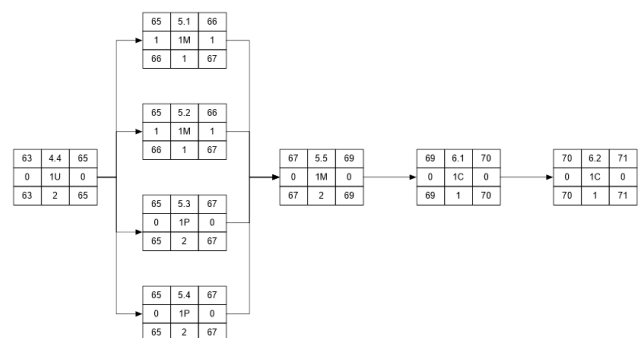 65 5.1 66
1 1M 1
66 1 67
65 5.2 66
1 1M 1
66 1 67
63 4.4 65
0 1U 0
63 2 65
65 5.3 67
0 1P 0
65 2 67
65 5.4 67
0 1P 0
65 2 67
67 5.5 69
0 1M 0
67 2 69
69 6.1 70
0 1C 0
69 1 70
70 6.2 71
0 1C 0
70 1 71